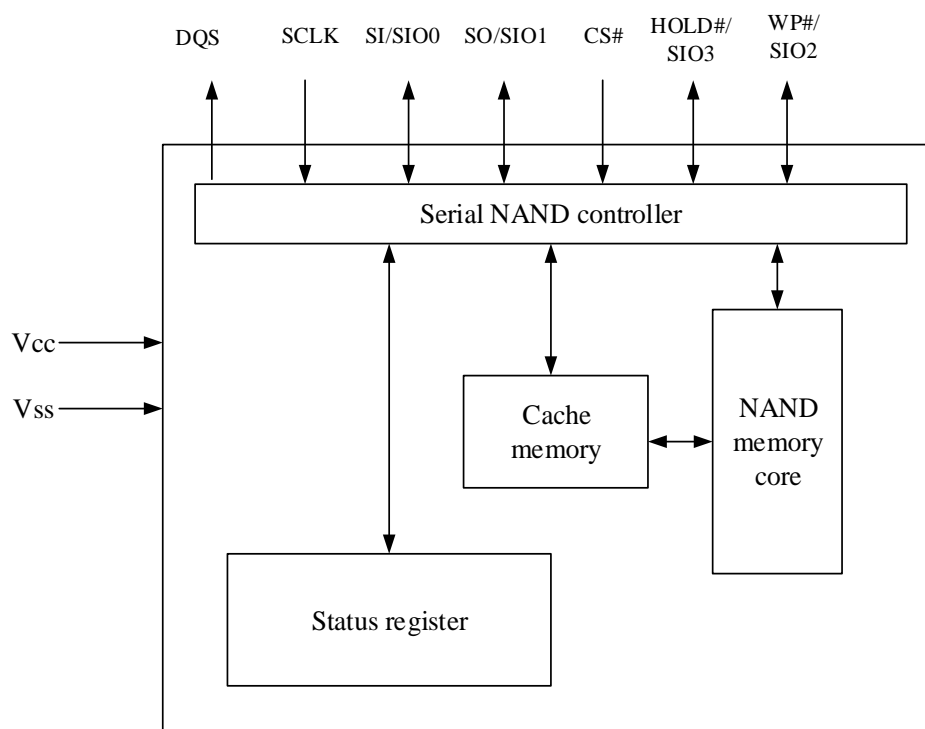 DQS
SCLK
SI/SIO0
SO/SIO1
CS#
HOLD#/
SIO3
WP#/
SIO2
Serial NAND controller
Vcc
Vss
Cache
memory
NAND
memory
core
Status register